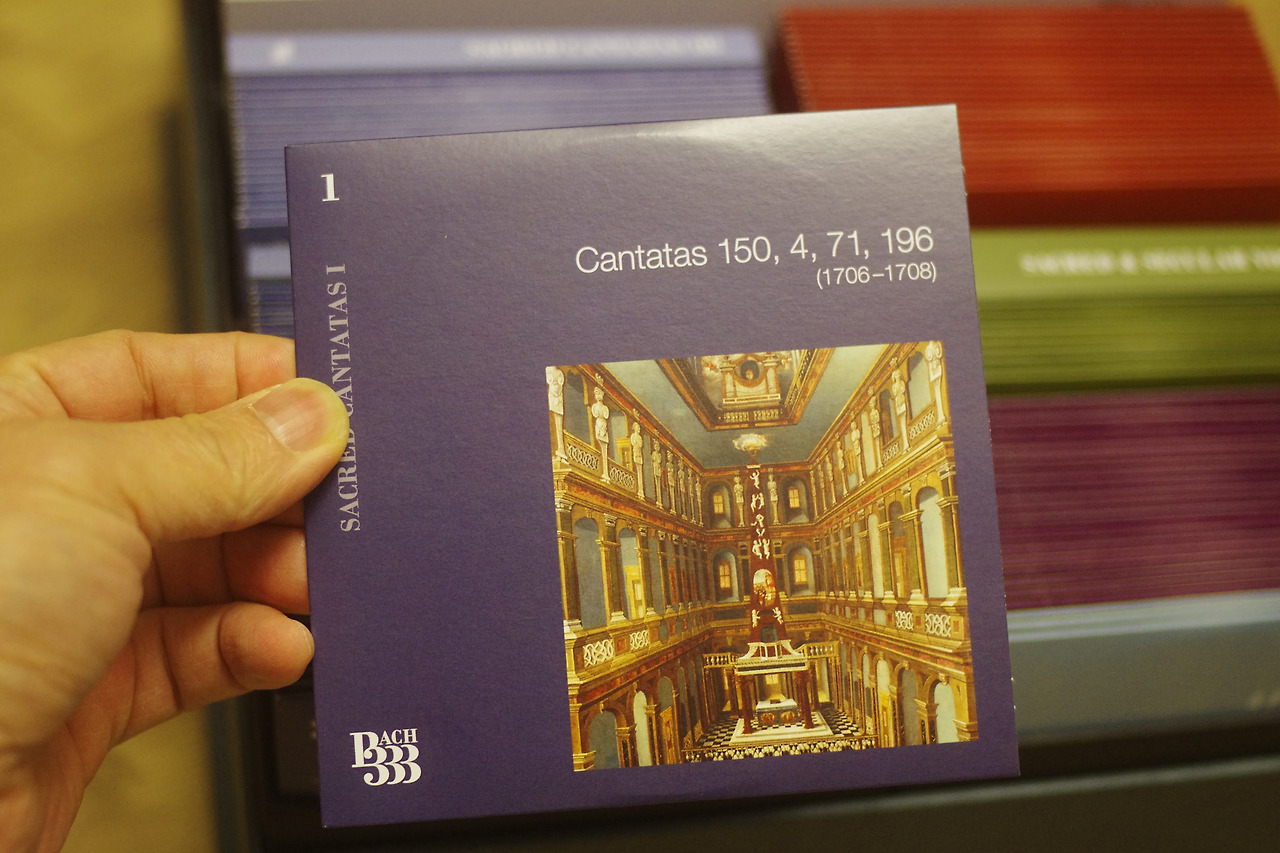 1
SACRED CANTATAS I
Cantatas 150, 4, 71, 196
(1706–1708)
BACH
333